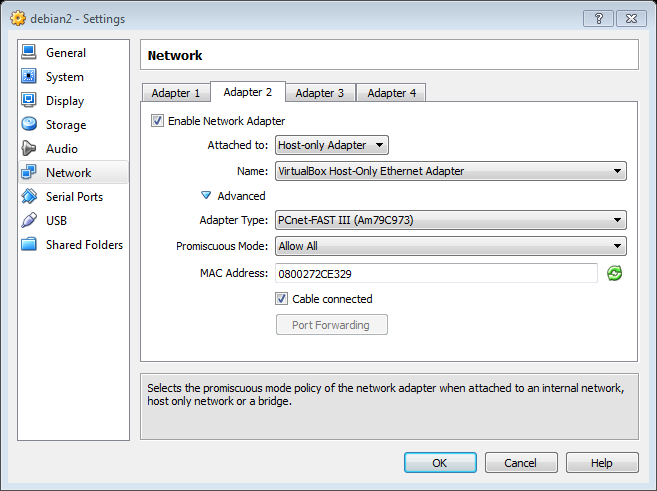 debian2 - Settings
General
System
Display
Storage
Audio
Network
Serial Ports
USB
Shared Folders
Network
Adapter 1
Adapter 2
Adapter 3
Adapter 4
Enable Network Adapter
Attached to: Host-only Adapter
Name: VirtualBox Host-Only Ethernet Adapter
Advanced
Adapter Type: PCnet-FAST III (Am79C973)
Promiscuous Mode: Allow All
MAC Address: 0800272CE329
Cable connected
Port Forwarding
Selects the promiscuous mode policy of the network adapter when attached to an internal network,
host only network or a bridge.
OK
Cancel
Help